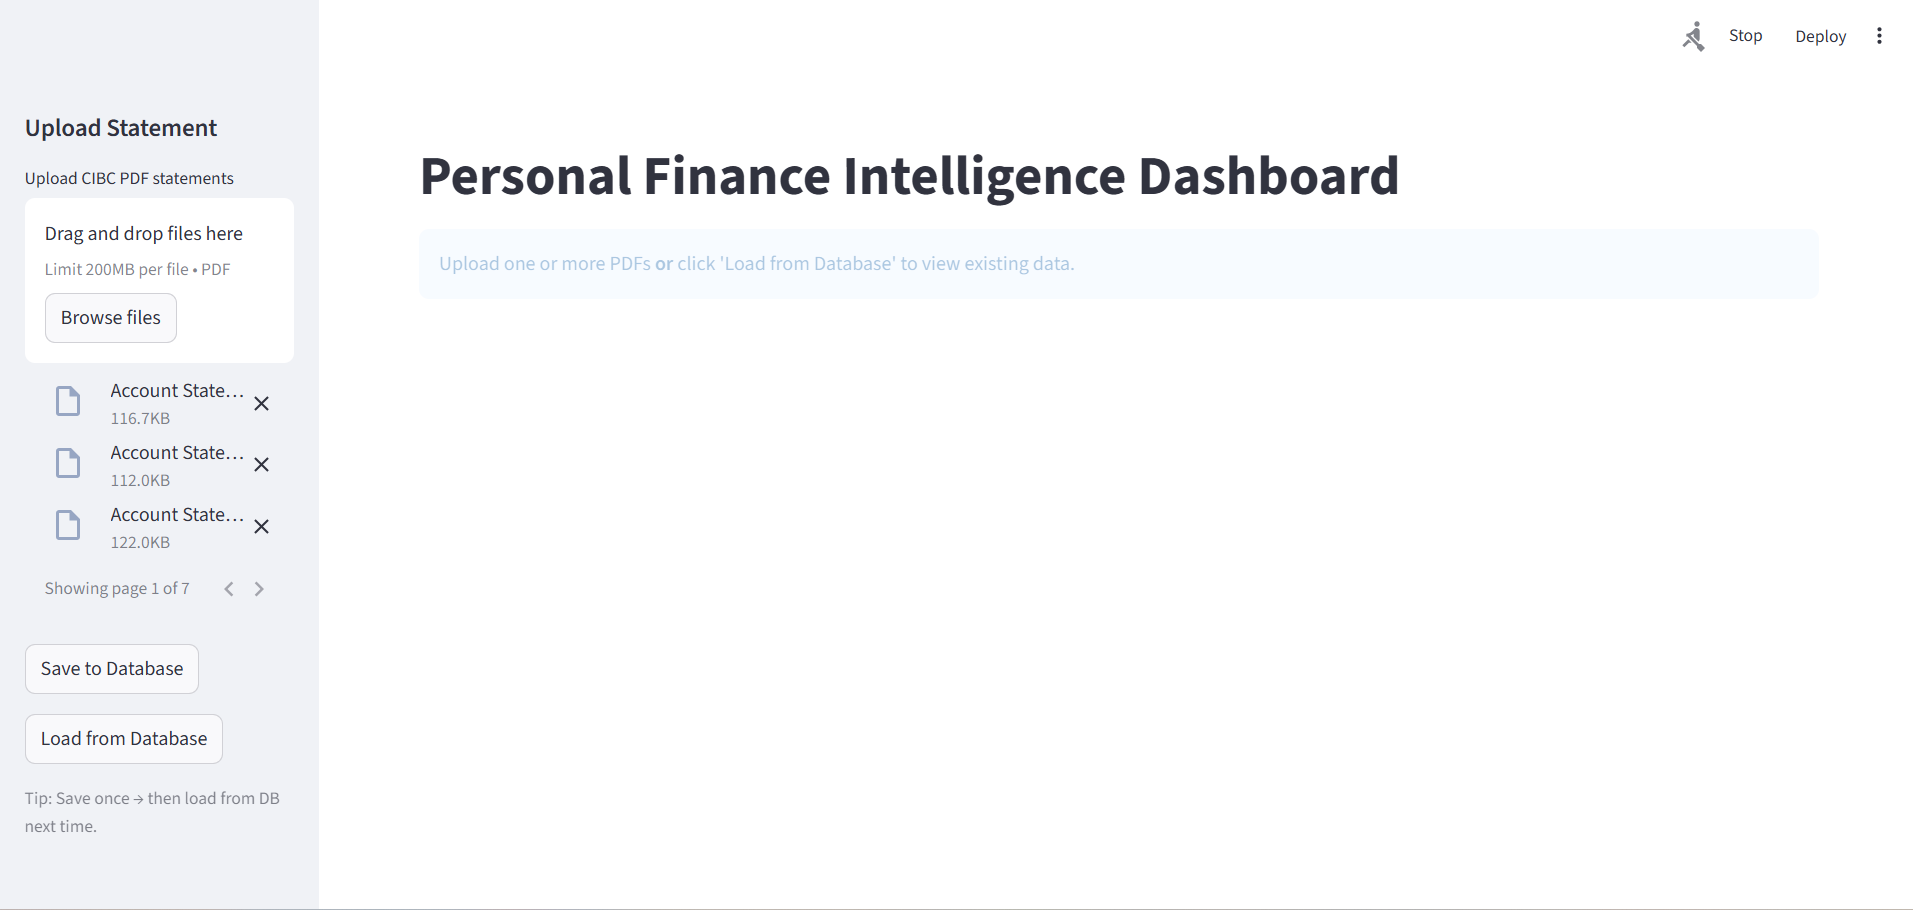 Stop
Deploy
Upload Statement
Upload CIBC PDF statements
Drag and drop files here
Limit 200MB per file • PDF
Browse files
Account State...
116.7KB
Account State...
112.0KB
Account State...
122.0KB
Showing page 1 of 7
Save to Database
Load from Database
Tip: Save once → then load from DB
next time.
Personal Finance Intelligence Dashboard
Upload one or more PDFs or click 'Load from Database' to view existing data.